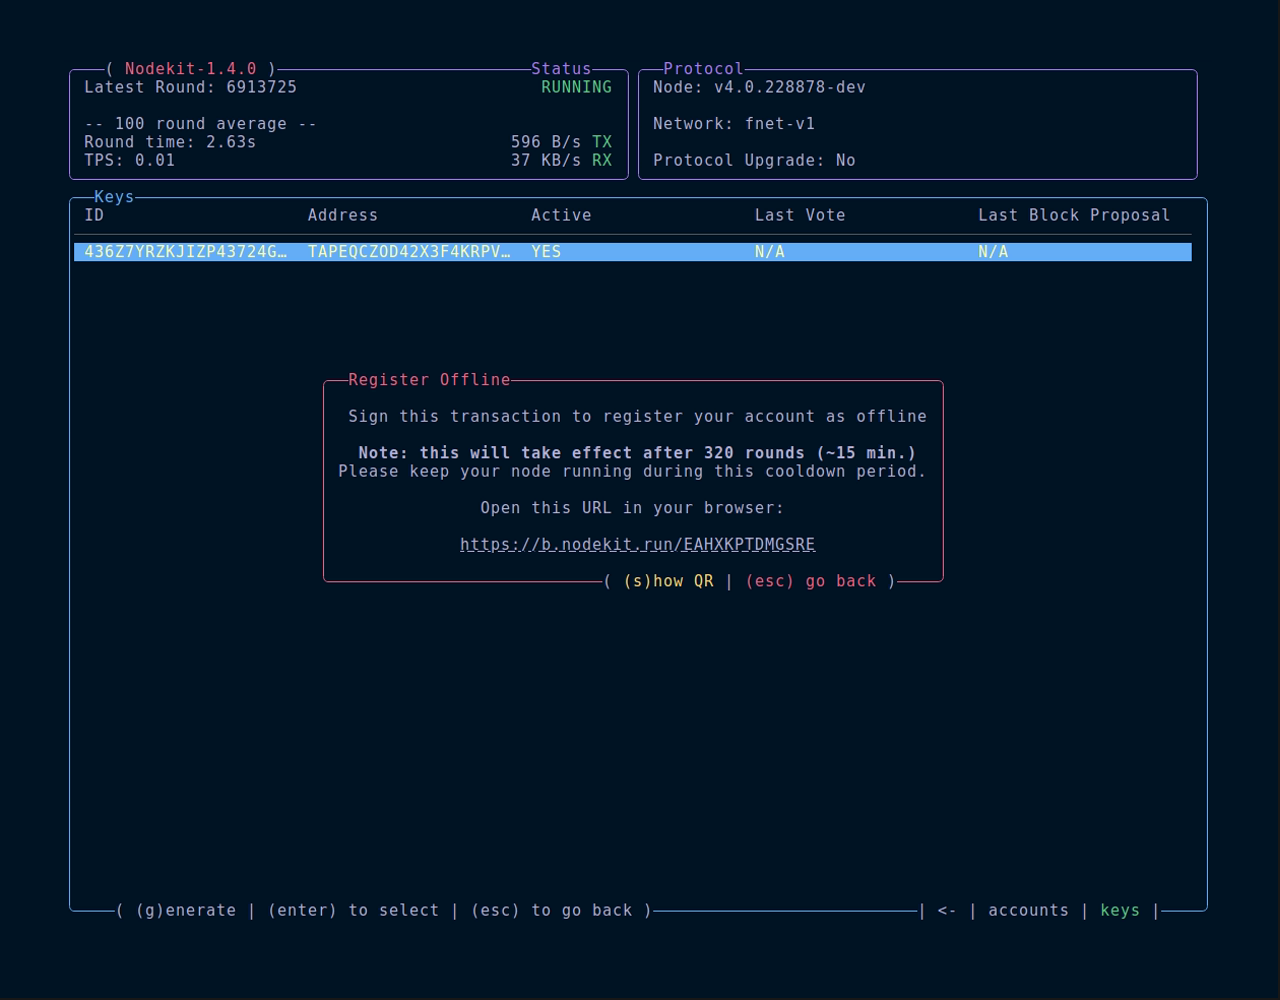 ( Nodekit-1.4.0 ) Status
Latest Round: 6913725 RUNNING
-- 100 round average --
Round time: 2.63s 596 B/s TX
TPS: 0.01 37 KB/s RX
Protocol
Node: v4.0.228878-dev
Network: fnet-v1
Protocol Upgrade: No
Keys
ID Address Active Last Vote Last Block Proposal
436Z7YRZKJIZP43724G… TAPEQCZOD42X3F4KRPV… YES N/A N/A
Register Offline
Sign this transaction to register your account as offline
Note: this will take effect after 320 rounds (~15 min.)
Please keep your node running during this cooldown period.
Open this URL in your browser:
https://b.nodekit.run/EAHXKPTDMGSRE
( (s)how QR | (esc) go back )
( (g)enerate | (enter) to select | (esc) to go back ) | <- | accounts | keys |